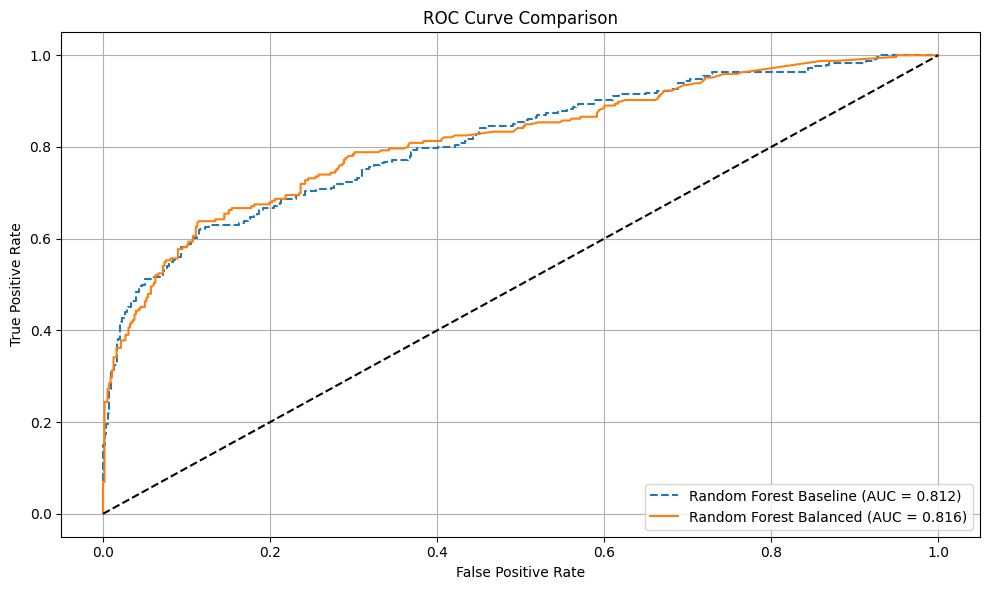 ROC Curve Comparison
True Positive Rate
1.0
0.8
0.6
0.4
0.2
0.0
0.0 0.2 0.4 0.6 0.8 1.0
False Positive Rate
Random Forest Baseline (AUC = 0.812)
Random Forest Balanced (AUC = 0.816)